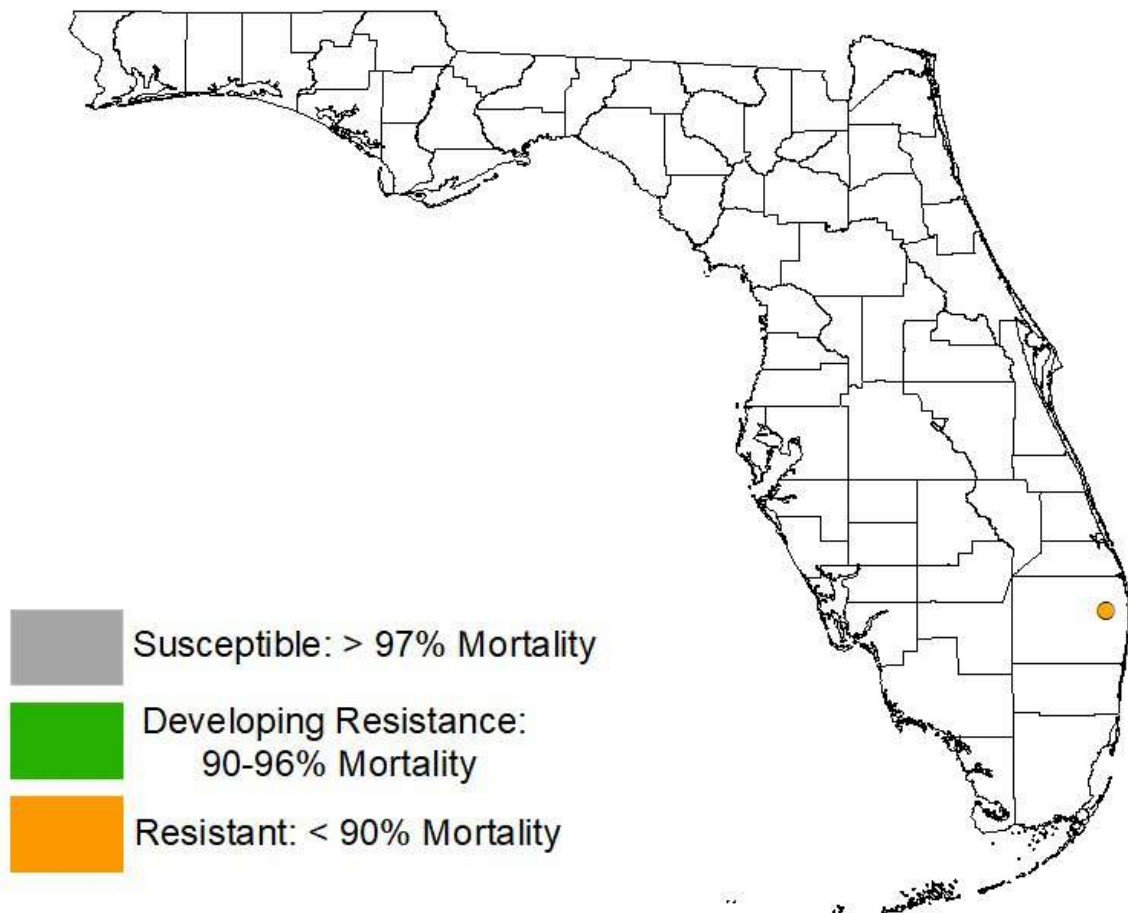 Susceptible: > 97% Mortality
Developing Resistance:
90-96% Mortality
Resistant: < 90% Mortality